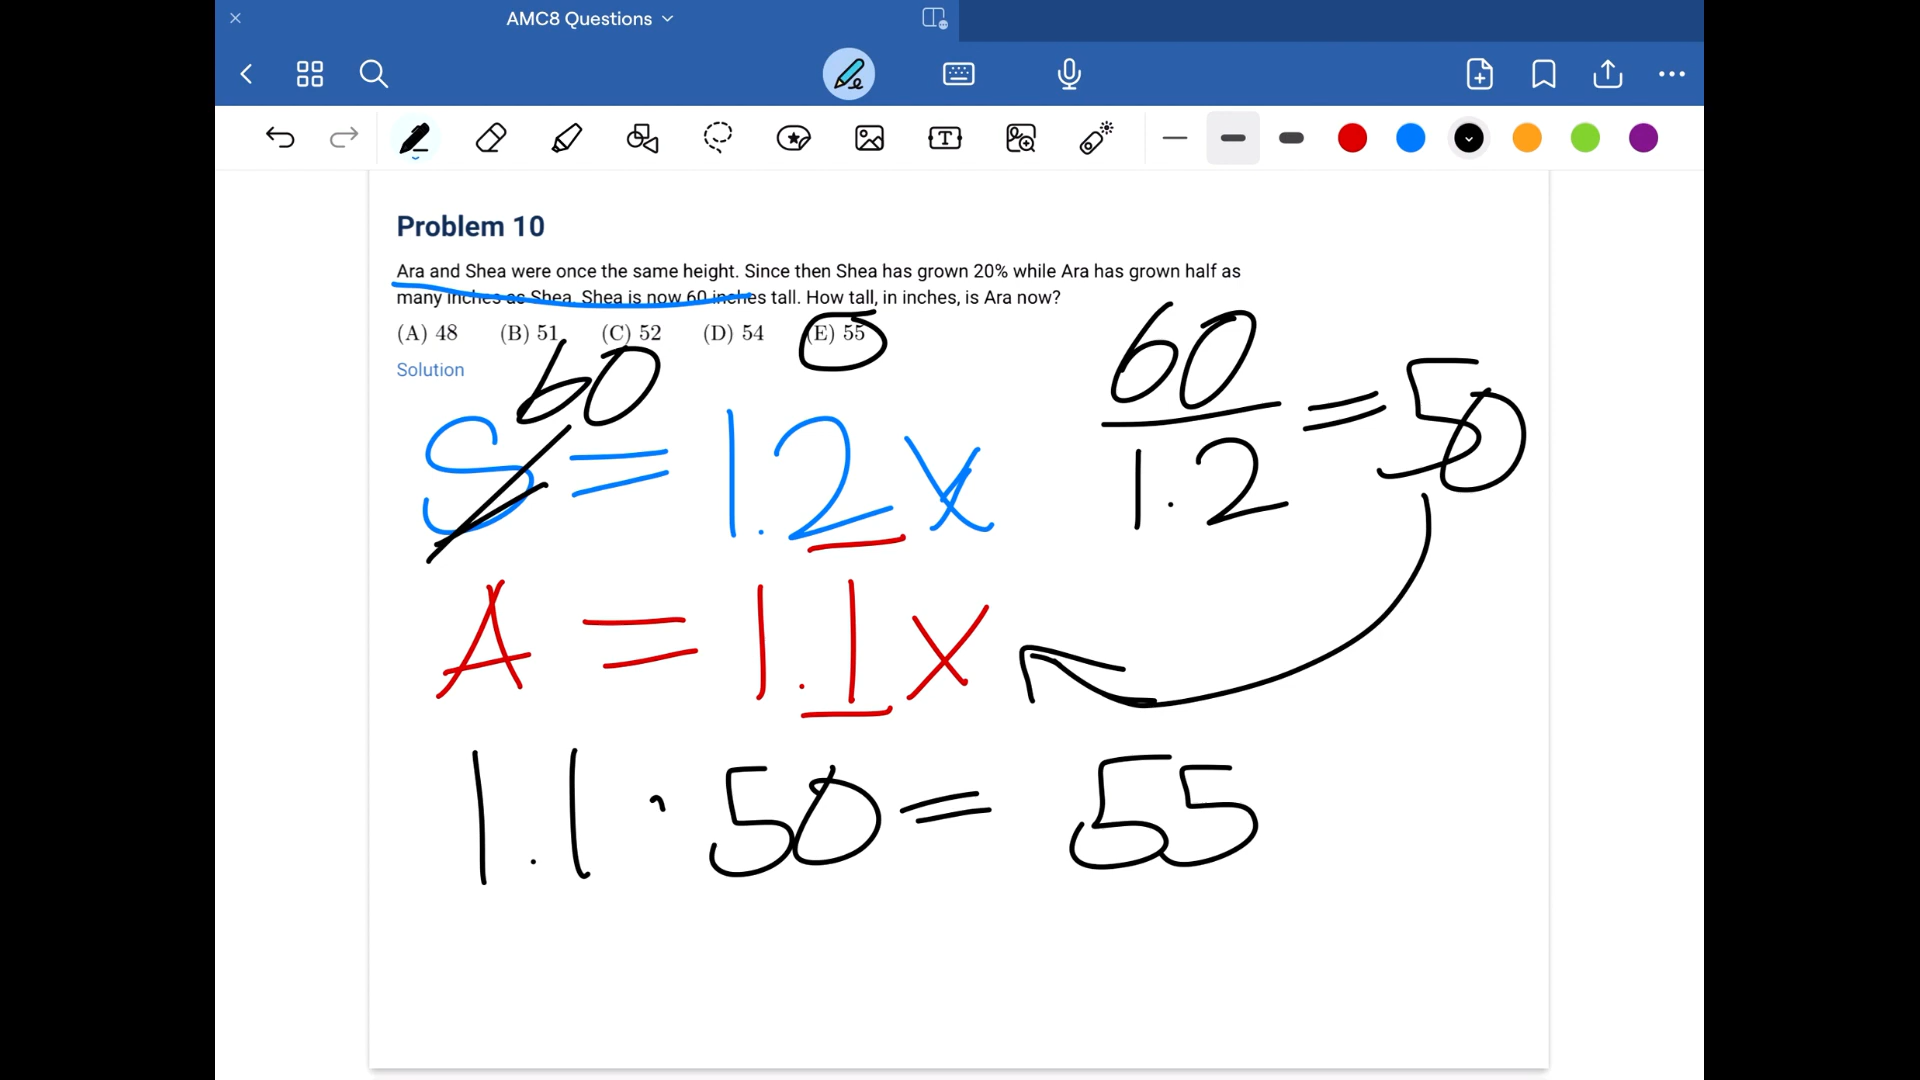 AMC8 Questions
Problem 10
Ara and Shea were once the same height. Since then Shea has grown 20% while Ara has grown half as
many inches as Shea. Shea is now 60 inches tall. How tall, in inches, is Ara now?
(A) 48 (B) 51 (C) 52 (D) 54 (E) 55
Solution
60
S = 1.2x
60
1.2
= 50
A = 1.1x
1.1 · 50 = 55